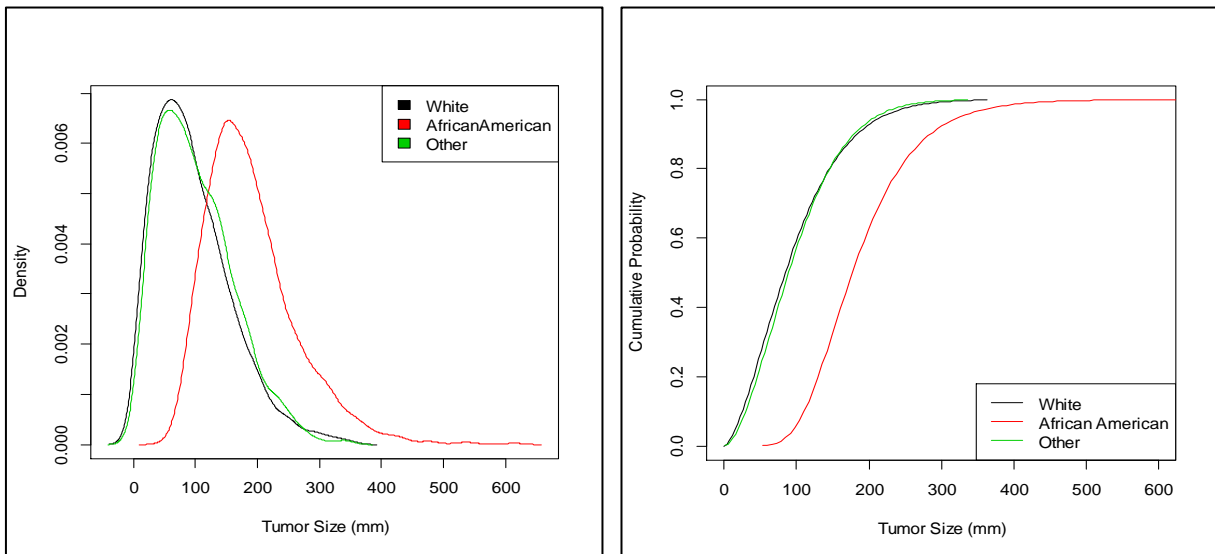 White
AfricanAmerican
Other
0.000
0.002
0.004
0.006
Density
0
100
200
300
400
500
600
Tumor Size (mm)
0.0
0.2
0.4
0.6
0.8
1.0
Cumulative Probability
White
African American
Other
0
100
200
300
400
500
600
Tumor Size (mm)